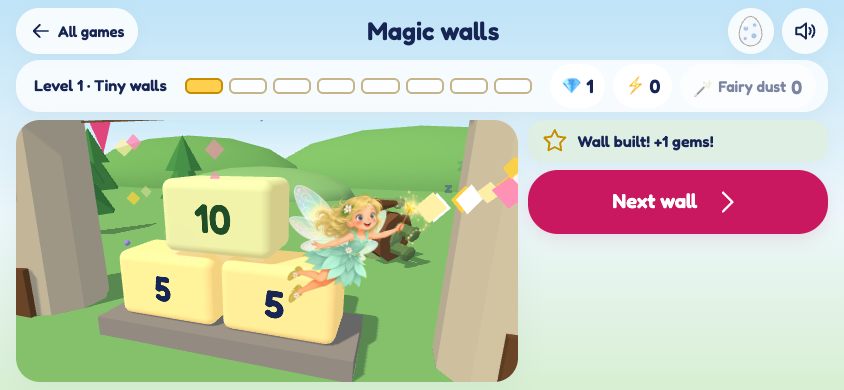 All games
Magic walls
Level 1 · Tiny walls
1
0
Fairy dust 0
Wall built! +1 gems!
Next wall
10
5
5
z
z